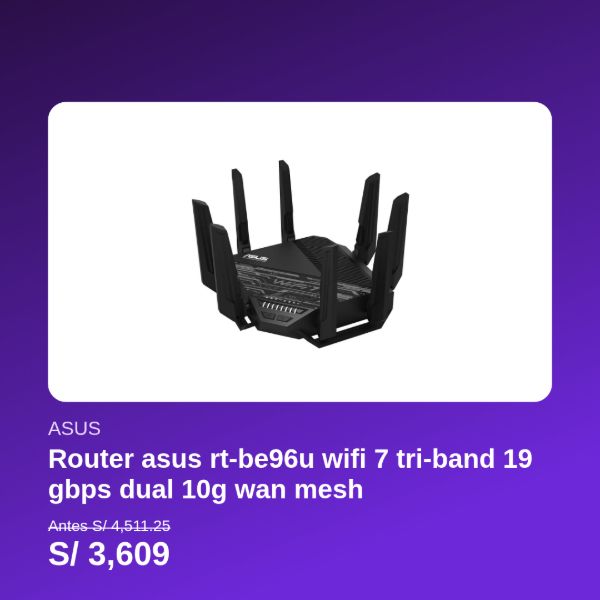 ASUS
ASUS
Router asus rt-be96u wifi 7 tri-band 19
gbps dual 10g wan mesh
Antes S/ 4,511.25
S/ 3,609